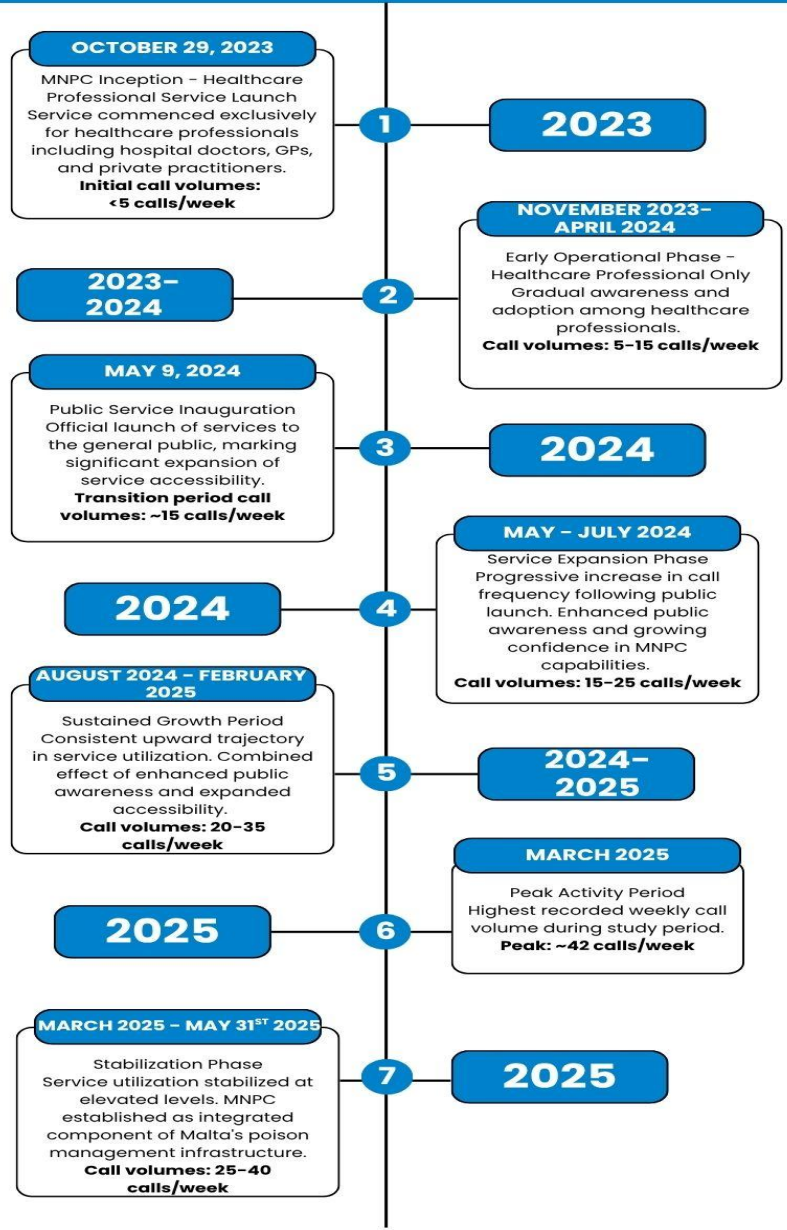 OCTOBER 29, 2023
MNPC Inception - Healthcare
Professional Service Launch
Service commenced exclusively
for healthcare professionals
including hospital doctors, GPs,
and private practitioners.
Initial call volumes:
<5 calls/week
1
2023
NOVEMBER 2023-
APRIL 2024
Early Operational Phase -
Healthcare Professional Only
Gradual awareness and
adoption among healthcare
professionals.
Call volumes: 5-15 calls/week
2
2023-
2024
MAY 9, 2024
Public Service Inauguration
Official launch of services to
the general public, marking
significant expansion of
service accessibility.
Transition period call
volumes: ~15 calls/week
3
2024
MAY - JULY 2024
Service Expansion Phase
Progressive increase in call
frequency following public
launch. Enhanced public
awareness and growing
confidence in MNPC
capabilities.
Call volumes: 15-25 calls/week
4
2024
AUGUST 2024 - FEBRUARY
2025
Sustained Growth Period
Consistent upward trajectory
in service utilization. Combined
effect of enhanced public
awareness and expanded
accessibility.
Call volumes: 20-35
calls/week
5
2024-
2025
MARCH 2025
Peak Activity Period
Highest recorded weekly call
volume during study period.
Peak: ~42 calls/week
6
2025
MARCH 2025 - MAY 31ST 2025
Stabilization Phase
Service utilization stabilized at
elevated levels. MNPC
established as integrated
component of Malta's poison
management infrastructure.
Call volumes: 25-40
calls/week
7
2025